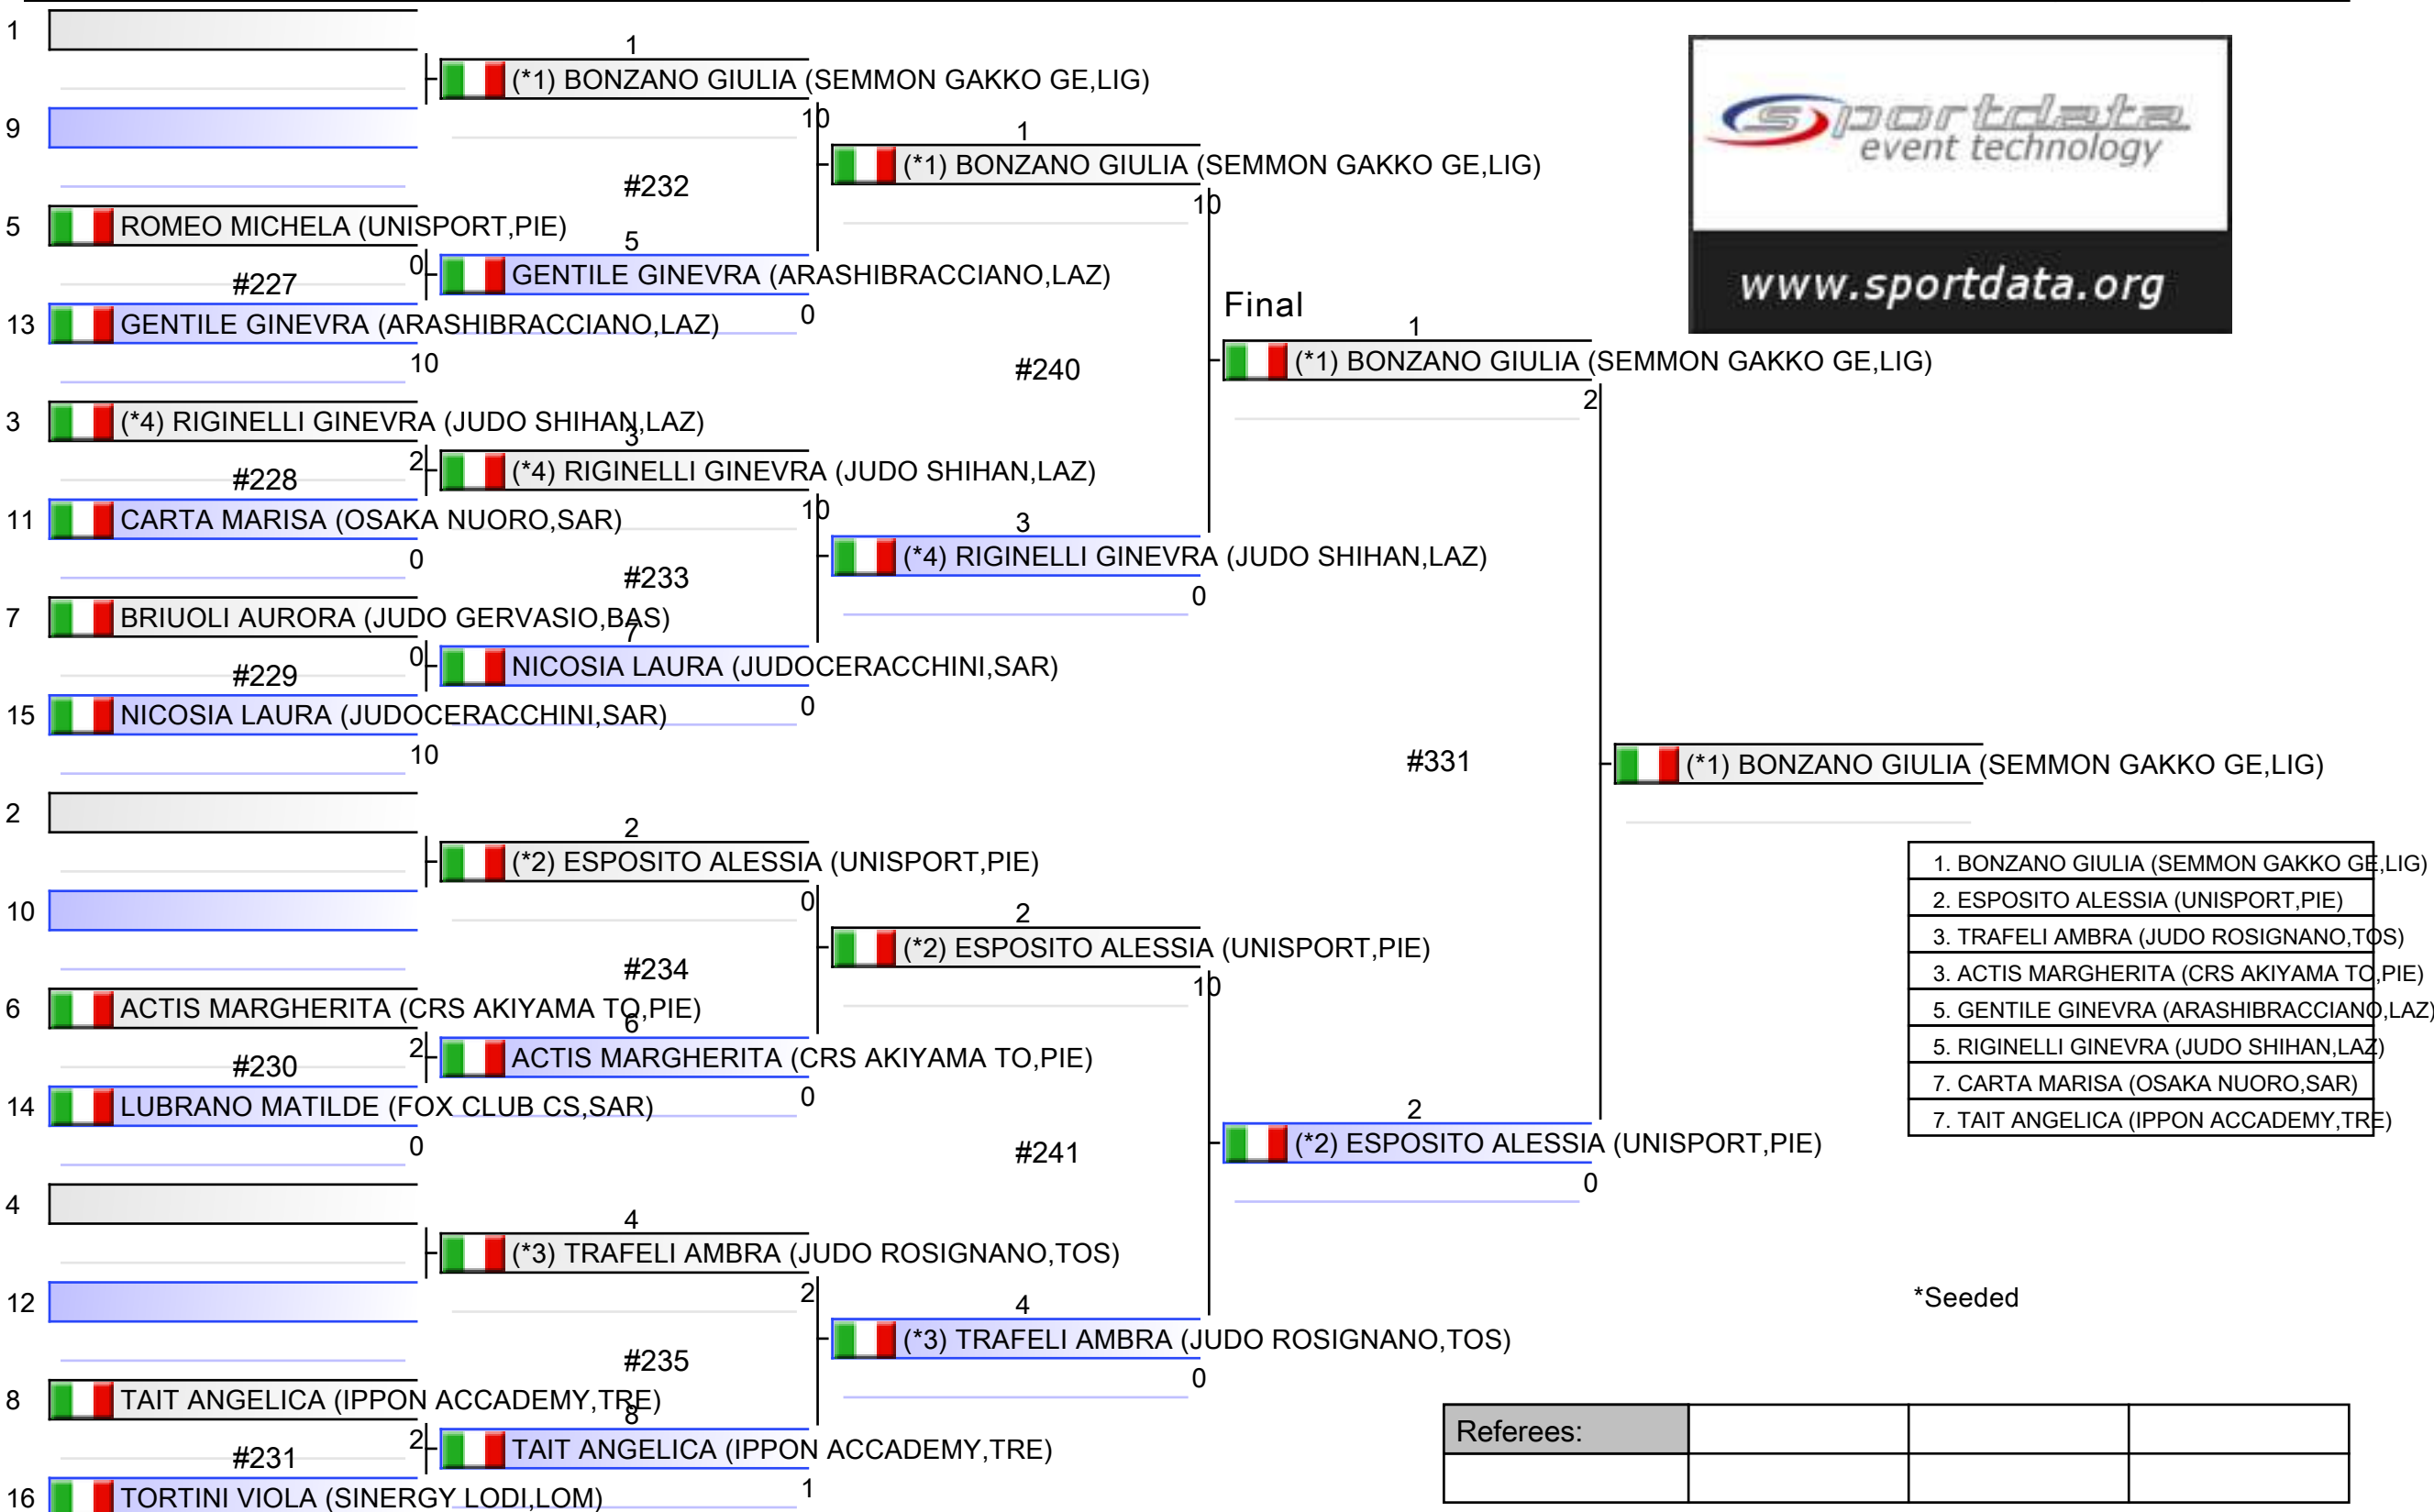 1
1
(*1) BONZANO GIULIA (SEMMON GAKKO GE,LIG)
sportdata
event technology
www.sportdata.org
9
10
1
(*1) BONZANO GIULIA (SEMMON GAKKO GE,LIG)
#232
10
5
ROMEO MICHELA (UNISPORT,PIE)
5
0
GENTILE GINEVRA (ARASHIBRACCIANO,LAZ)
#227
0
13
GENTILE GINEVRA (ARASHIBRACCIANO,LAZ)
10
Final
1
(*1) BONZANO GIULIA (SEMMON GAKKO GE,LIG)
#240
2
3
(*4) RIGINELLI GINEVRA (JUDO SHIHAN,LAZ)
3
2
(*4) RIGINELLI GINEVRA (JUDO SHIHAN,LAZ)
#228
11
CARTA MARISA (OSAKA NUORO,SAR)
10
3
(*4) RIGINELLI GINEVRA (JUDO SHIHAN,LAZ)
0
#233
0
7
BRIUOLI AURORA (JUDO GERVASIO,BAS)
7
0
NICOSIA LAURA (JUDOCERACCHINI,SAR)
#229
0
15
NICOSIA LAURA (JUDOCERACCHINI,SAR)
10
#331
(*1) BONZANO GIULIA (SEMMON GAKKO GE,LIG)
2
2
(*2) ESPOSITO ALESSIA (UNISPORT,PIE)
10
0
2
(*2) ESPOSITO ALESSIA (UNISPORT,PIE)
#234
10
6
ACTIS MARGHERITA (CRS AKIYAMA TO,PIE)
6
2
ACTIS MARGHERITA (CRS AKIYAMA TO,PIE)
#230
0
14
LUBRANO MATILDE (FOX CLUB CS,SAR)
0
#241
2
(*2) ESPOSITO ALESSIA (UNISPORT,PIE)
0
1. BONZANO GIULIA (SEMMON GAKKO GE,LIG)
2. ESPOSITO ALESSIA (UNISPORT,PIE)
3. TRAFELI AMBRA (JUDO ROSIGNANO,TOS)
3. ACTIS MARGHERITA (CRS AKIYAMA TO,PIE)
5. GENTILE GINEVRA (ARASHIBRACCIANO,LAZ)
5. RIGINELLI GINEVRA (JUDO SHIHAN,LAZ)
7. CARTA MARISA (OSAKA NUORO,SAR)
7. TAIT ANGELICA (IPPON ACCADEMY,TRE)
4
4
(*3) TRAFELI AMBRA (JUDO ROSIGNANO,TOS)
12
2
4
(*3) TRAFELI AMBRA (JUDO ROSIGNANO,TOS)
*Seeded
#235
0
8
TAIT ANGELICA (IPPON ACCADEMY,TRE)
8
2
TAIT ANGELICA (IPPON ACCADEMY,TRE)
#231
1
16
TORTINI VIOLA (SINERGY LODI,LOM)
Referees: